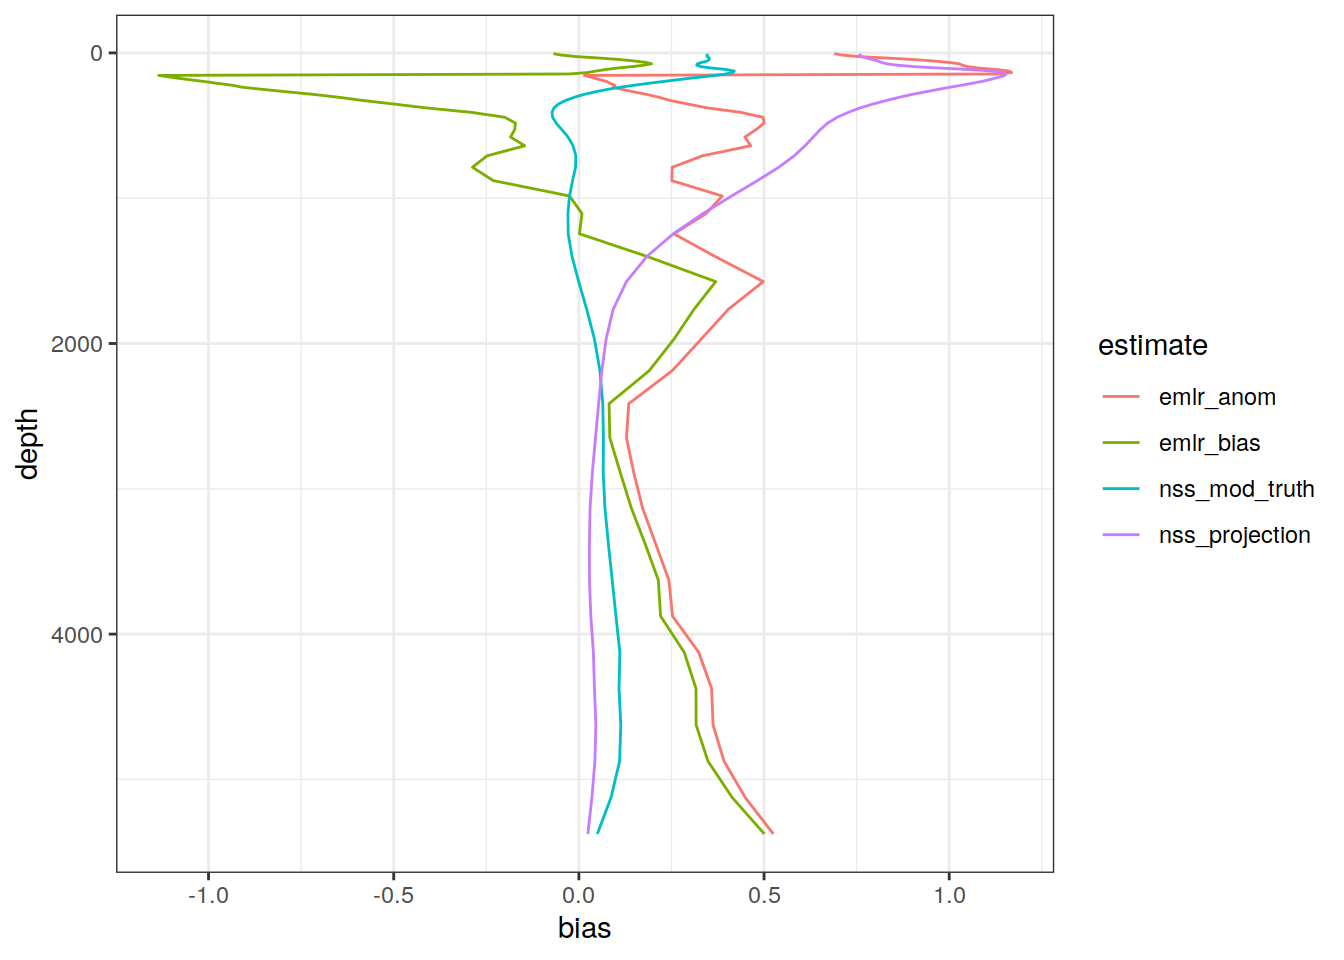 0
2000
4000
depth
-1.0
-0.5
0.0
0.5
1.0
bias
estimate
emlr_anom
emlr_bias
nss_mod_truth
nss_projection